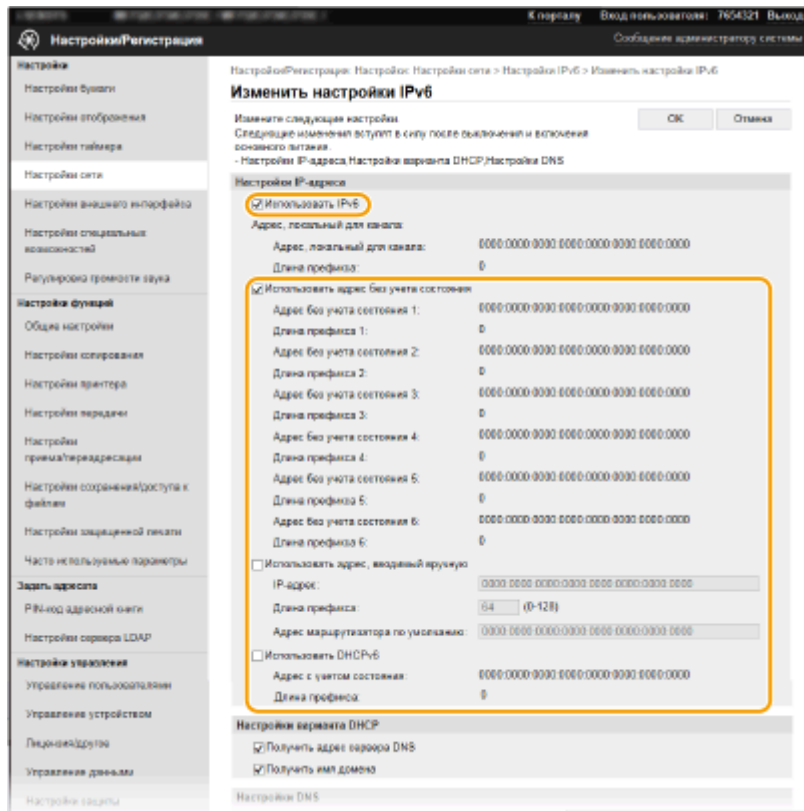 К порталу Вход пользователя: 7654321 Выход
Настройки/Регистрация
Сообщение администратору системы
Настройки
Настройки бумаги
Настройки отображения
Настройки таймера
Настройки сети
Настройки внешнего интерфейса
Настройки специальных
возможностей
Регулировка громкости звука
Настройки функций
Общие настройки
Настройки копирования
Настройки принтера
Настройки передачи
Настройки
приема/переадресации
Настройки сохранения/доступа к
файлам
Настройки защищенной печати
Часто используемые параметры
Задать адресата
PIN-код адресной книги
Настройки сервера LDAP
Настройки управления
Управление пользователями
Управление устройством
Лицензия/другое
Управление данными
Настройки защиты
Настройки/Регистрация: Настройки: Настройки сети > Настройки IPv6 > Изменить настройки IPv6
Изменить настройки IPv6
Измените следующие настройки.
Следующие изменения вступят в силу после выключения и включения
основного питания.
- Настройки IP-адреса,Настройки варианта DHCP,Настройки DNS
OK Отмена
Настройки IP-адреса
Использовать IPv6
Адрес, локальный для канала:
Адрес, локальный для канала: 0000:0000:0000:0000:0000:0000:0000:0000
Длина префикса: 0
Использовать адрес без учета состояния
Адрес без учета состояния 1: 0000:0000:0000:0000:0000:0000:0000:0000
Длина префикса 1: 0
Адрес без учета состояния 2: 0000:0000:0000:0000:0000:0000:0000:0000
Длина префикса 2: 0
Адрес без учета состояния 3: 0000:0000:0000:0000:0000:0000:0000:0000
Длина префикса 3: 0
Адрес без учета состояния 4: 0000:0000:0000:0000:0000:0000:0000:0000
Длина префикса 4: 0
Адрес без учета состояния 5: 0000:0000:0000:0000:0000:0000:0000:0000
Длина префикса 5: 0
Адрес без учета состояния 6: 0000:0000:0000:0000:0000:0000:0000:0000
Длина префикса 6: 0
Использовать адрес, вводимый вручную
IP-адрес: 0000:0000:0000:0000:0000:0000:0000:0000
Длина префикса: 64 (0-128)
Адрес маршрутизатора по умолчанию: 0000:0000:0000:0000:0000:0000:0000:0000
Использовать DHCPv6
Адрес с учетом состояния: 0000:0000:0000:0000:0000:0000:0000:0000
Длина префикса: 0
Настройки варианта DHCP
Получить адрес сервера DNS
Получить имя домена
Настройки DNS